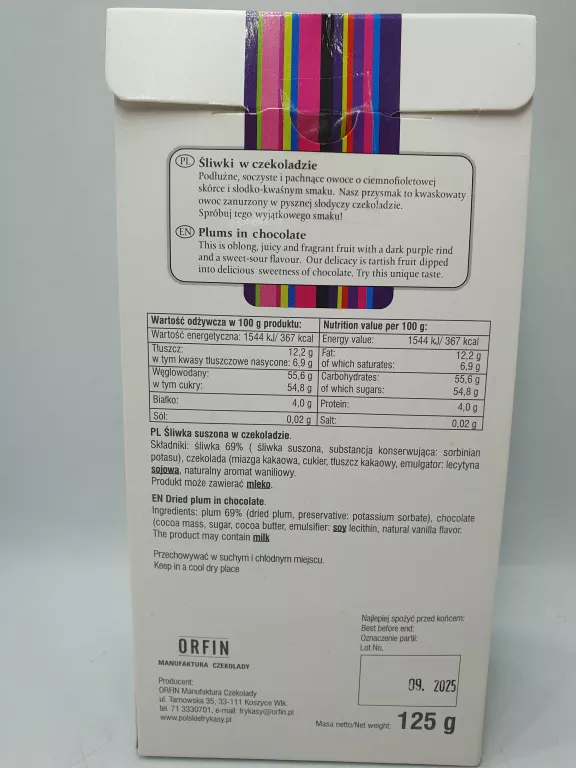 PL Śliwki w czekoladzie
Podłużne, soczyste i pachnące owoce o ciemnofioletowej
skórce i słodko-kwaśnym smaku. Nasz przysmak to kwaskowaty
owoc zanurzony w pysznej słodyczy czekoladzie.
Spróbuj tego wyjątkowego smaku!
EN Plums in chocolate
This is oblong, juicy and fragrant fruit with a dark purple rind
and a sweet-sour flavour. Our delicacy is tartish fruit dipped
into delicious sweetness of chocolate. Try this unique taste.
Wartość odżywcza w 100 g produktu: Nutrition value per 100 g:
Wartość energetyczna: 1544 kJ/ 367 kcal Energy value: 1544 kJ/ 367 kcal
Tłuszcz: 12,2 g Fat: 12,2 g
w tym kwasy tłuszczowe nasycone: 6,9 g of which saturates: 6,9 g
Węglowodany: 55,6 g Carbohydrates: 55,6 g
w tym cukry: 54,8 g of which sugars: 54,8 g
Białko: 4,0 g Protein: 4,0 g
Sól: 0,02 g Salt: 0,02 g
PL Śliwka suszona w czekoladzie.
Składniki: śliwka 69% ( śliwka suszona, substancja konserwująca: sorbinian
potasu), czekolada (miazga kakaowa, cukier, tłuszcz kakaowy, emulgator: lecytyna
sojowa, naturalny aromat waniliowy.
Produkt może zawierać mleko.
EN Dried plum in chocolate.
Ingredients: plum 69% (dried plum, preservative: potassium sorbate), chocolate
(cocoa mass, sugar, cocoa butter, emulsifier: soy lecithin, natural vanilla flavor.
The product may contain milk
Przechowywać w suchym i chłodnym miejscu.
Keep in a cool dry place
Najlepiej spożyć przed końcem:
Best before end:
Oznaczenie partii:
Lot No.
09. 2025
ORFIN
MANUFAKTURA CZEKOLADY
Producent:
ORFIN Manufaktura Czekolady
ul. Tarnowska 35, 33-111 Koszyce Wlk.
tel. 71 3330701, e-mail: frykasy@orfin.pl
www.polskiefrykasy.pl
Masa netto/Net weight: 125 g